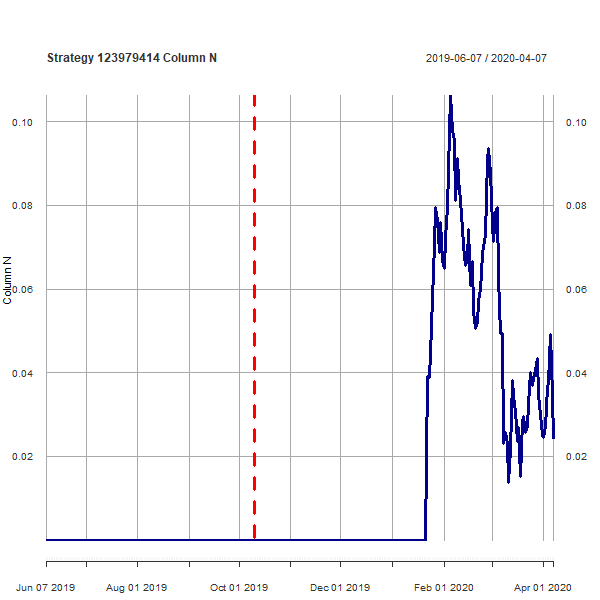 Strategy 123979414 Column N
2019-06-07 / 2020-04-07
0.10
0.10
0.08
0.08
0.06
0.06
0.04
0.04
0.02
0.02
Column N
Jun 07 2019
Aug 01 2019
Oct 01 2019
Dec 01 2019
Feb 01 2020
Apr 01 2020